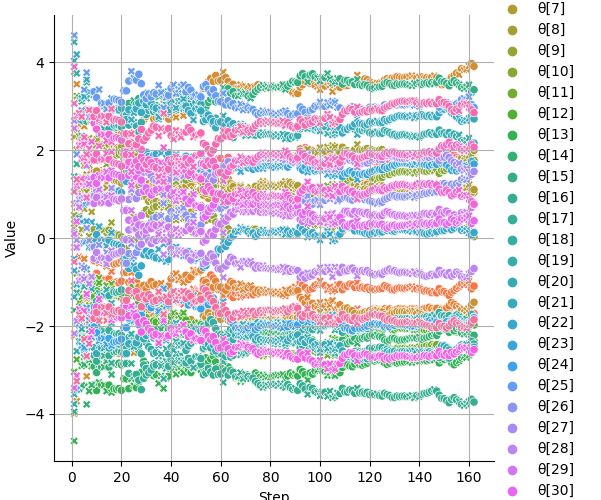 Value
4
2
0
−2
−4
0
20
40
60
80
100
120
140
160
Step
θ[7]
θ[8]
θ[9]
θ[10]
θ[11]
θ[12]
θ[13]
θ[14]
θ[15]
θ[16]
θ[17]
θ[18]
θ[19]
θ[20]
θ[21]
θ[22]
θ[23]
θ[24]
θ[25]
θ[26]
θ[27]
θ[28]
θ[29]
θ[30]